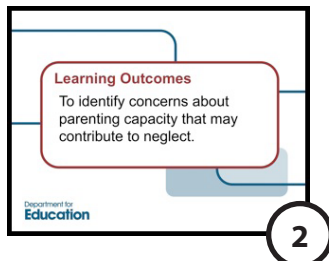 Learning Outcomes
To identify concerns about
parenting capacity that may
contribute to neglect.
Department for
Education
2